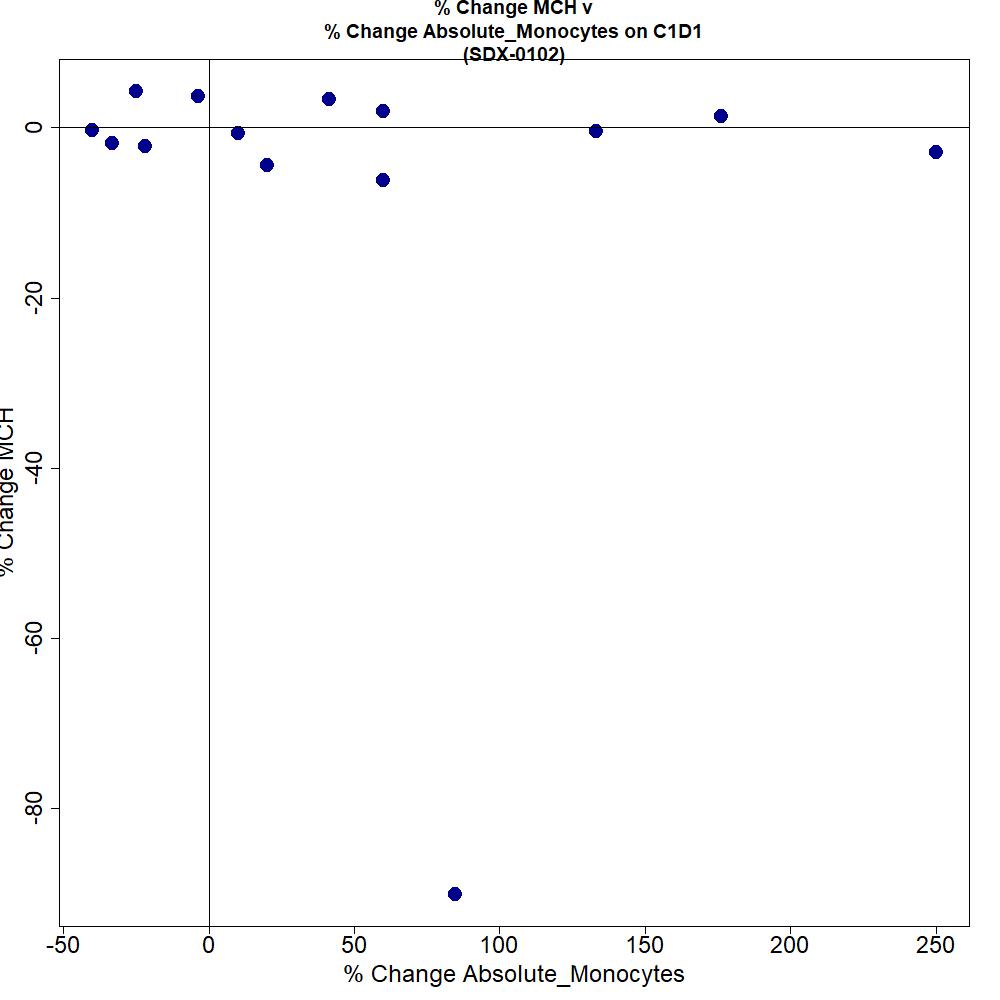 % Change MCH v
% Change Absolute_Monocytes on C1D1
(SDX-0102)
% Change MCH
0
-20
-40
-60
-80
-50 0 50 100 150 200 250
% Change Absolute_Monocytes